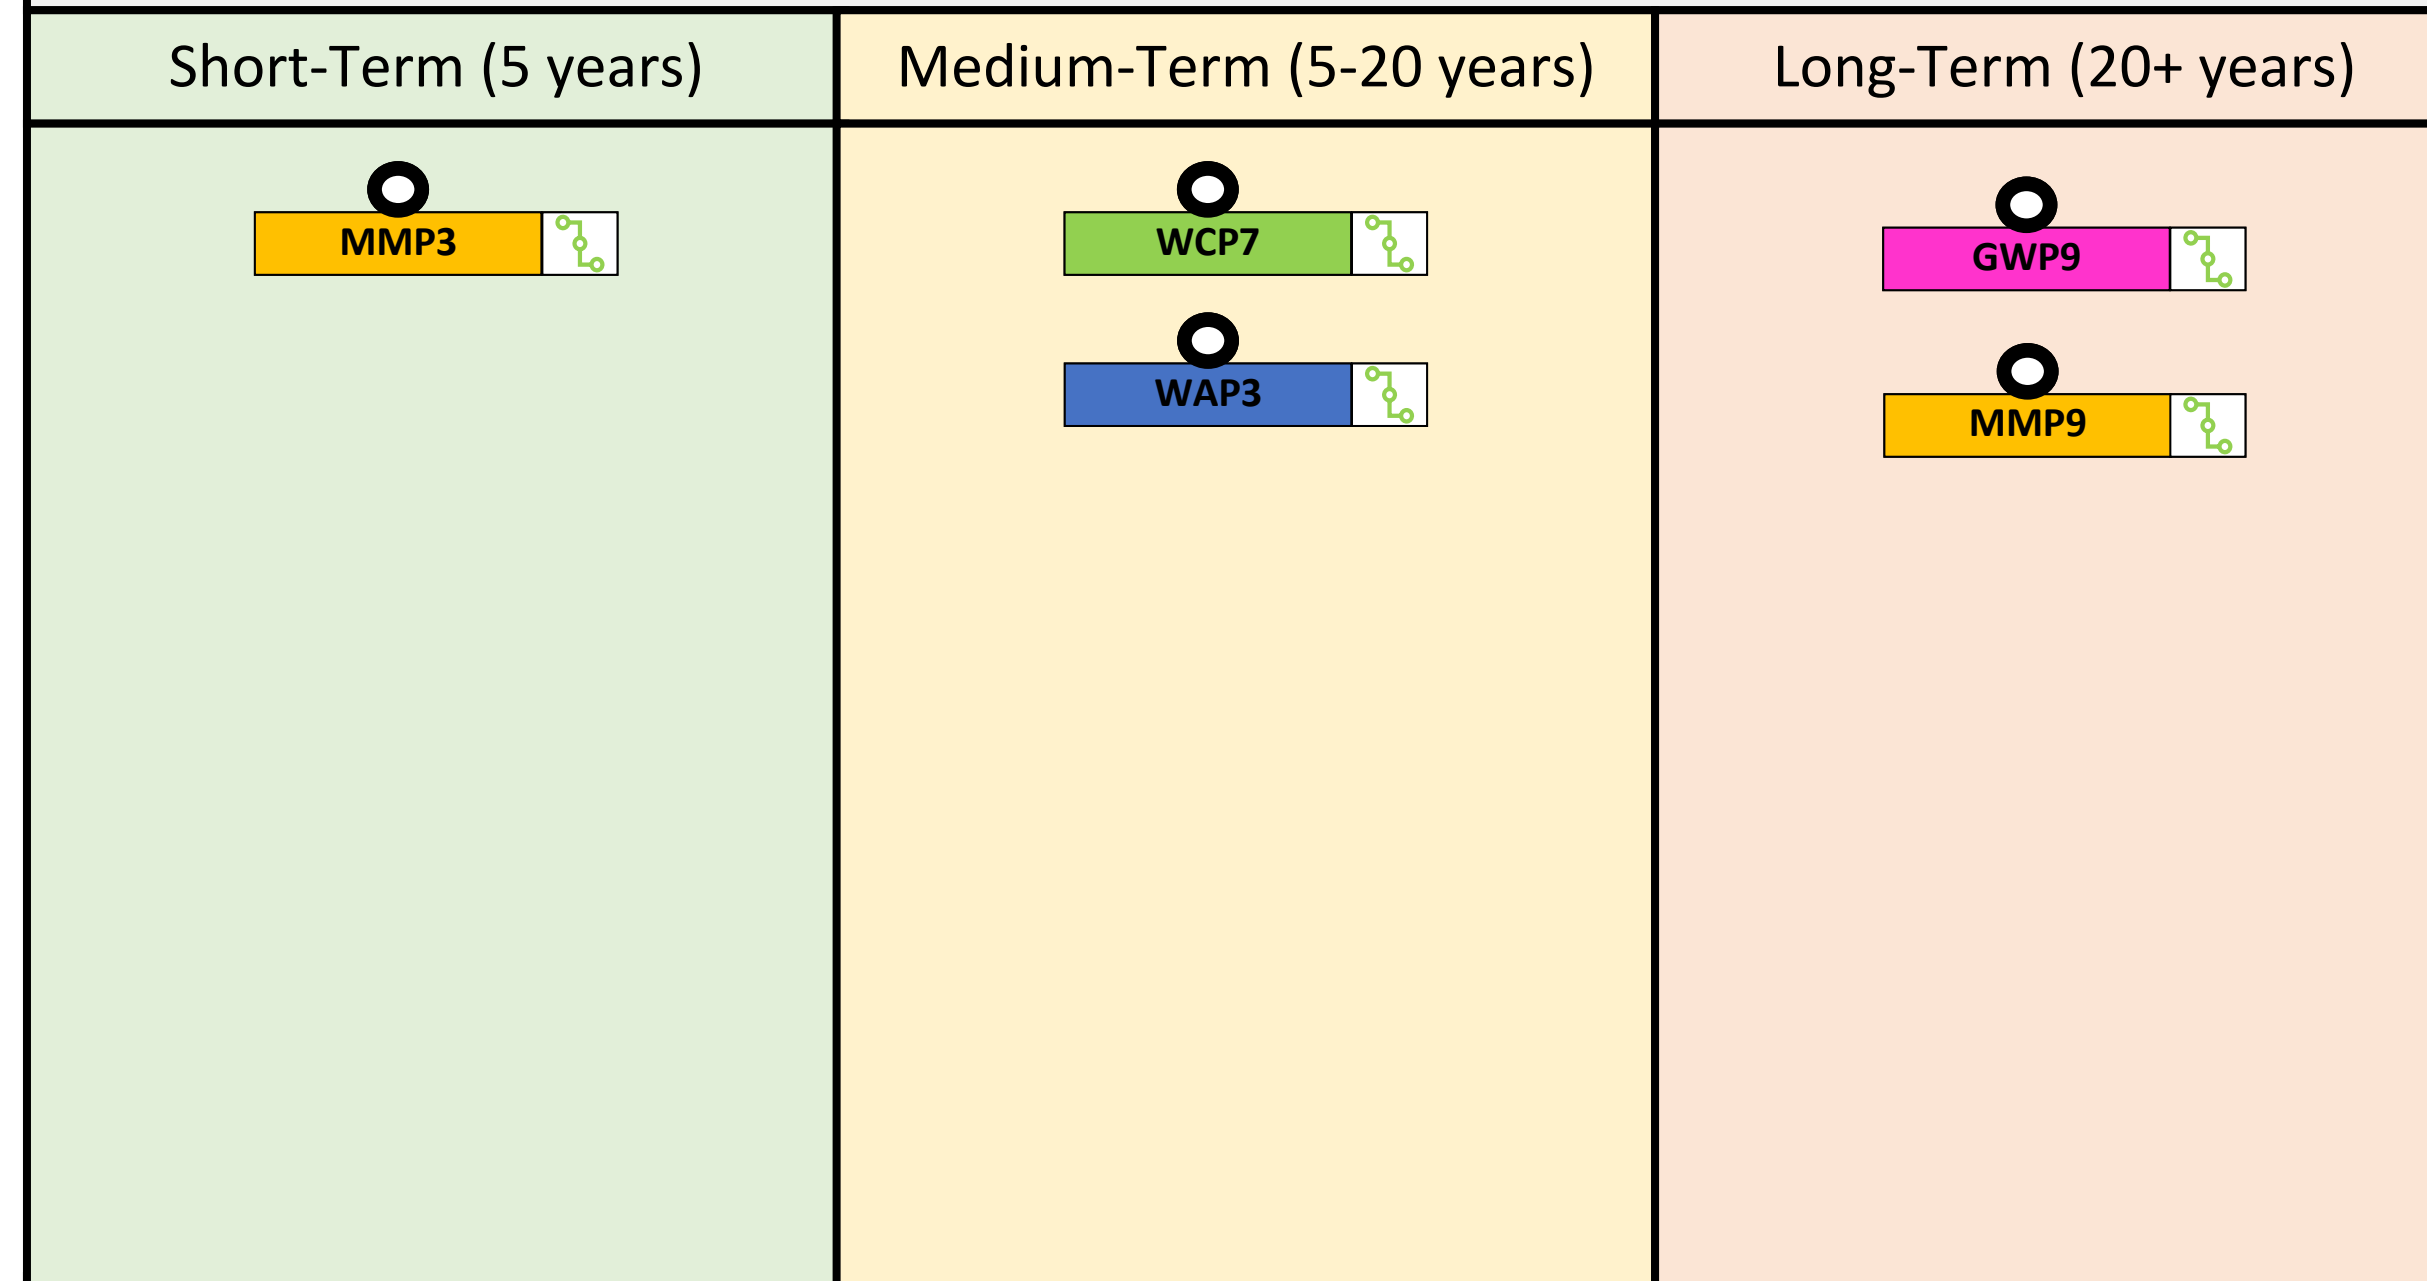 Short-Term (5 years)
Medium-Term (5-20 years)
Long-Term (20+ years)
MMP3
WCP7
WAP3
GWP9
MMP9